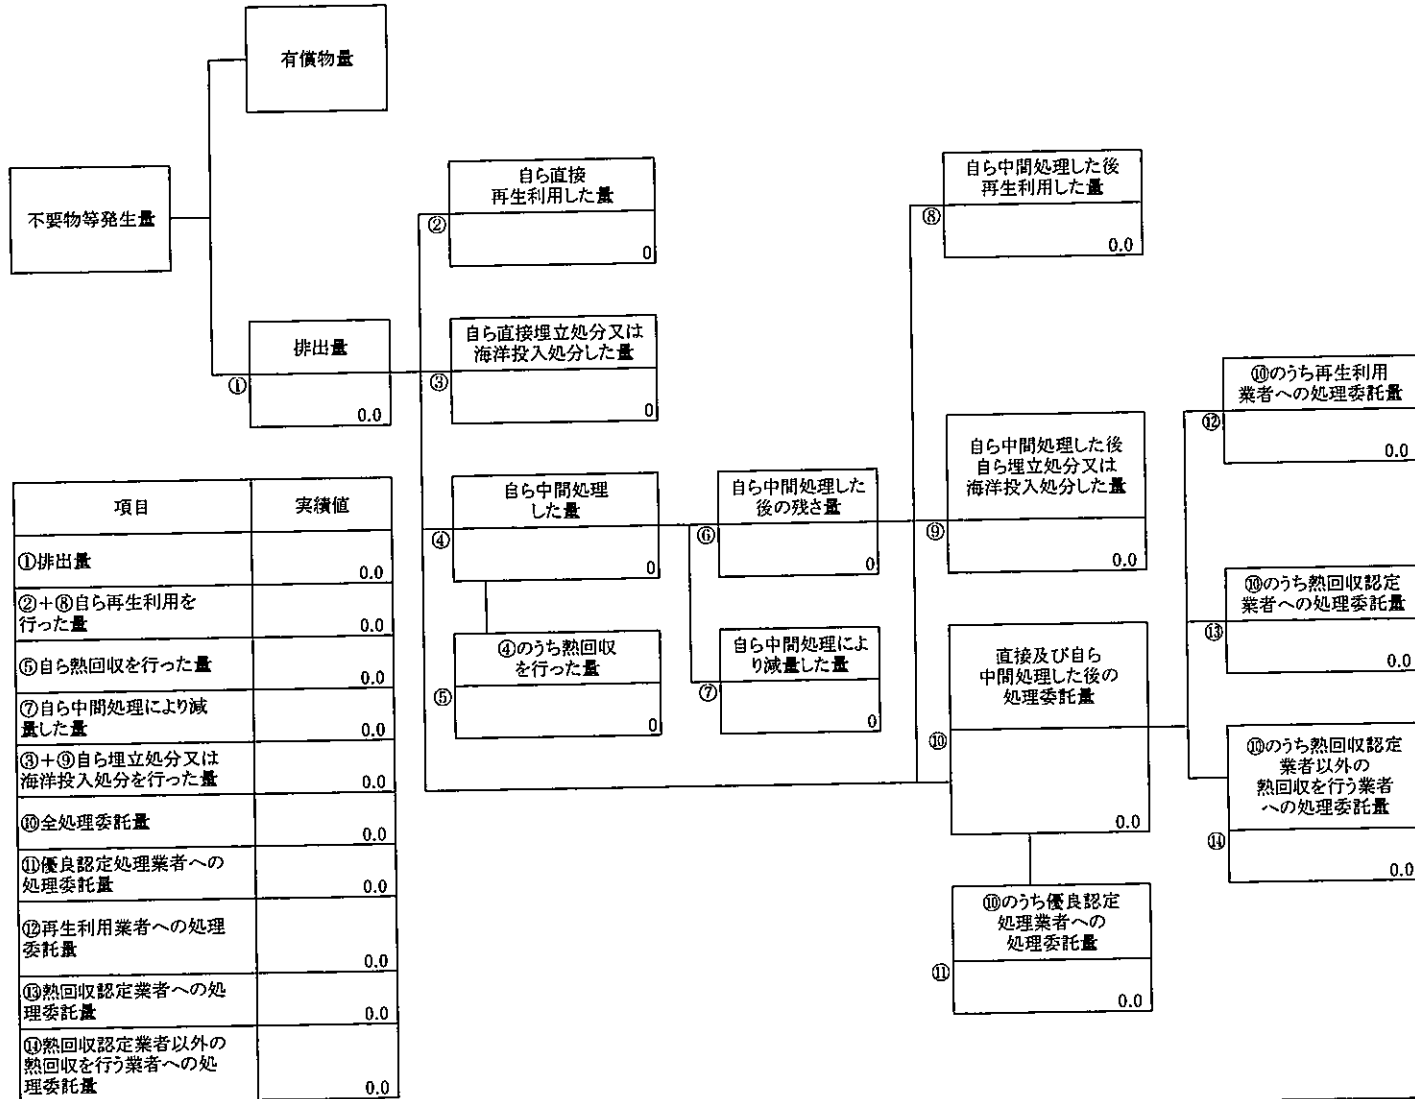 有償物量
不要物等発生量
①
排出量
0.0
②
自ら直接
再生利用した量
0
③
自ら直接埋立処分又は
海洋投入処分した量
0
④
自ら中間処理
した量
0
⑤
④のうち熱回収
を行った量
0
⑥
自ら中間処理した
後の残さ量
0
⑦
自ら中間処理によ
り減量した量
0
⑧
自ら中間処理した後
再生利用した量
0.0
⑨
自ら中間処理した後
自ら埋立処分又は
海洋投入処分した量
0.0
⑩
直接及び自ら
中間処理した後の
処理委託量
0.0
⑪
⑩のうち優良認定
処理業者への
処理委託量
0.0
⑫
⑩のうち再生利用
業者への処理委託量
0.0
⑬
⑩のうち熱回収認定
業者への処理委託量
0.0
⑭
⑩のうち熱回収認定
業者以外の
熱回収を行う業者
への処理委託量
0.0
項目 実績値
①排出量
0.0
②+⑧自ら再生利用を
行った量 0.0
⑤自ら熱回収を行った量
0.0
⑦自ら中間処理により減
量した量 0.0
③+⑨自ら埋立処分又は
海洋投入処分を行った量 0.0
⑩全処理委託量
0.0
⑪優良認定処理業者への
処理委託量 0.0
⑫再生利用業者への処理
委託量
0.0
⑬熱回収認定業者への処
理委託量 0.0
⑭熱回収認定業者以外の
熱回収を行う業者への処
理委託量 0.0